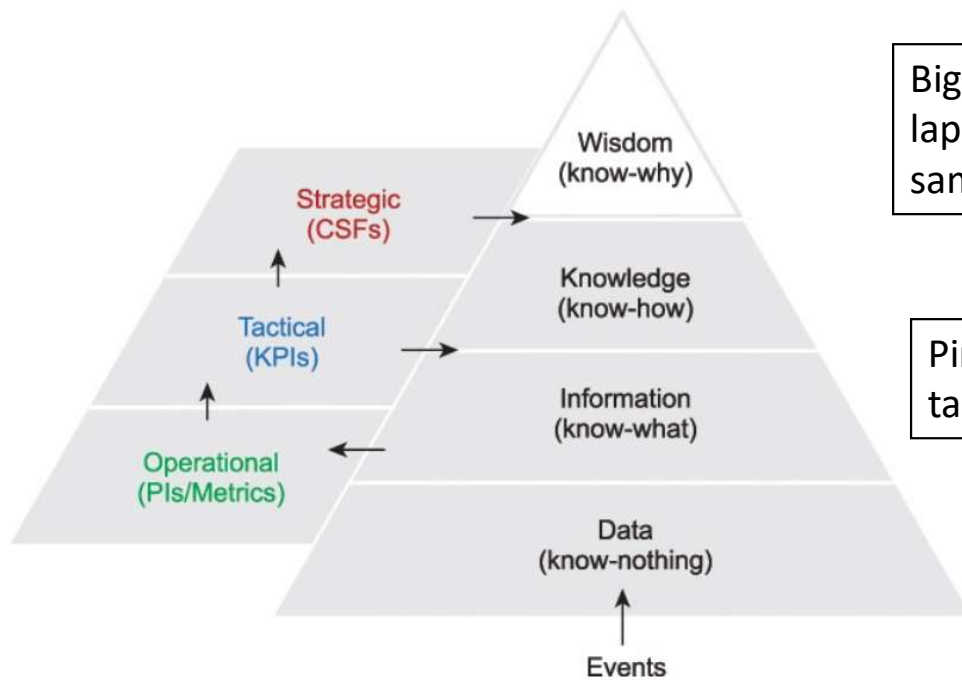 Wisdom
(know-why)
Strategic
(CSFs)
Knowledge
(know-how)
Tactical
(KPIs)
Information
(know-what)
Operational
(PIs/Metrics)
Data
(know-nothing)
Events
Big